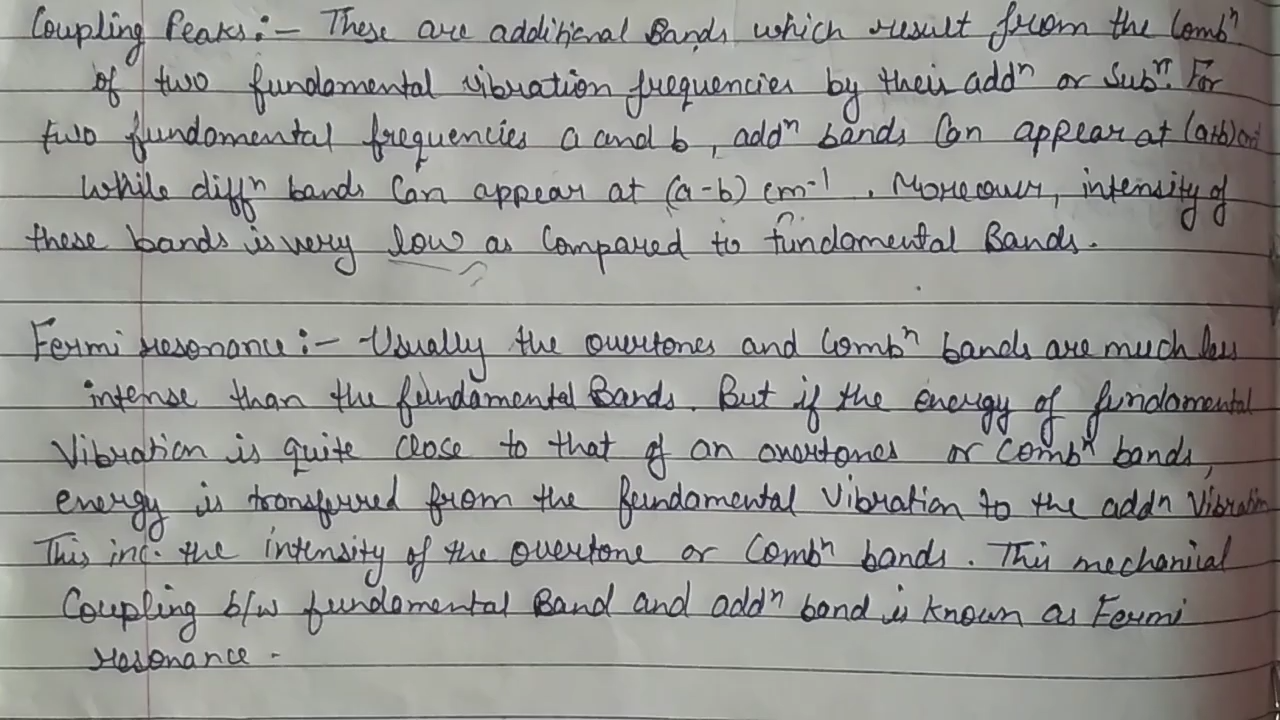 Coupling Peaks :- These are additional Bands which result from the Combⁿ
of two fundamental vibration frequencies by their addⁿ or Subⁿ. For
two fundamental frequencies a and b, addⁿ bands Can appear at (a+b)
While diffⁿ bands Can appear at (a-b) cm⁻¹. Moreover, intensity of
these bands is very low as Compared to fundamental Bands.
Fermi resonance :- Usually the overtones and Combⁿ bands are much less
intense than the fundamental Bands. But if the energy of fundamental
Vibration is quite close to that of an overtones or Combⁿ bands,
energy is transferred from the fundamental Vibration to the addⁿ Vibration
This inc. the intensity of the overtone or Combⁿ bands. This mechanical
Coupling b/w fundamental Band and addⁿ band is known as Fermi
resonance -